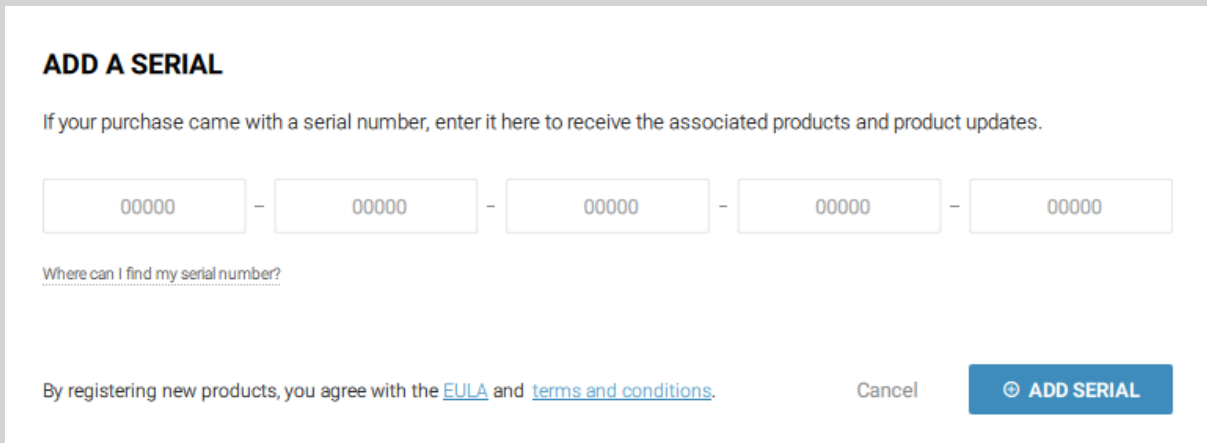 ADD A SERIAL
If your purchase came with a serial number, enter it here to receive the associated products and product updates.
00000 – 00000 – 00000 – 00000 – 00000
Where can I find my serial number?
By registering new products, you agree with the EULA and terms and conditions. Cancel ADD SERIAL